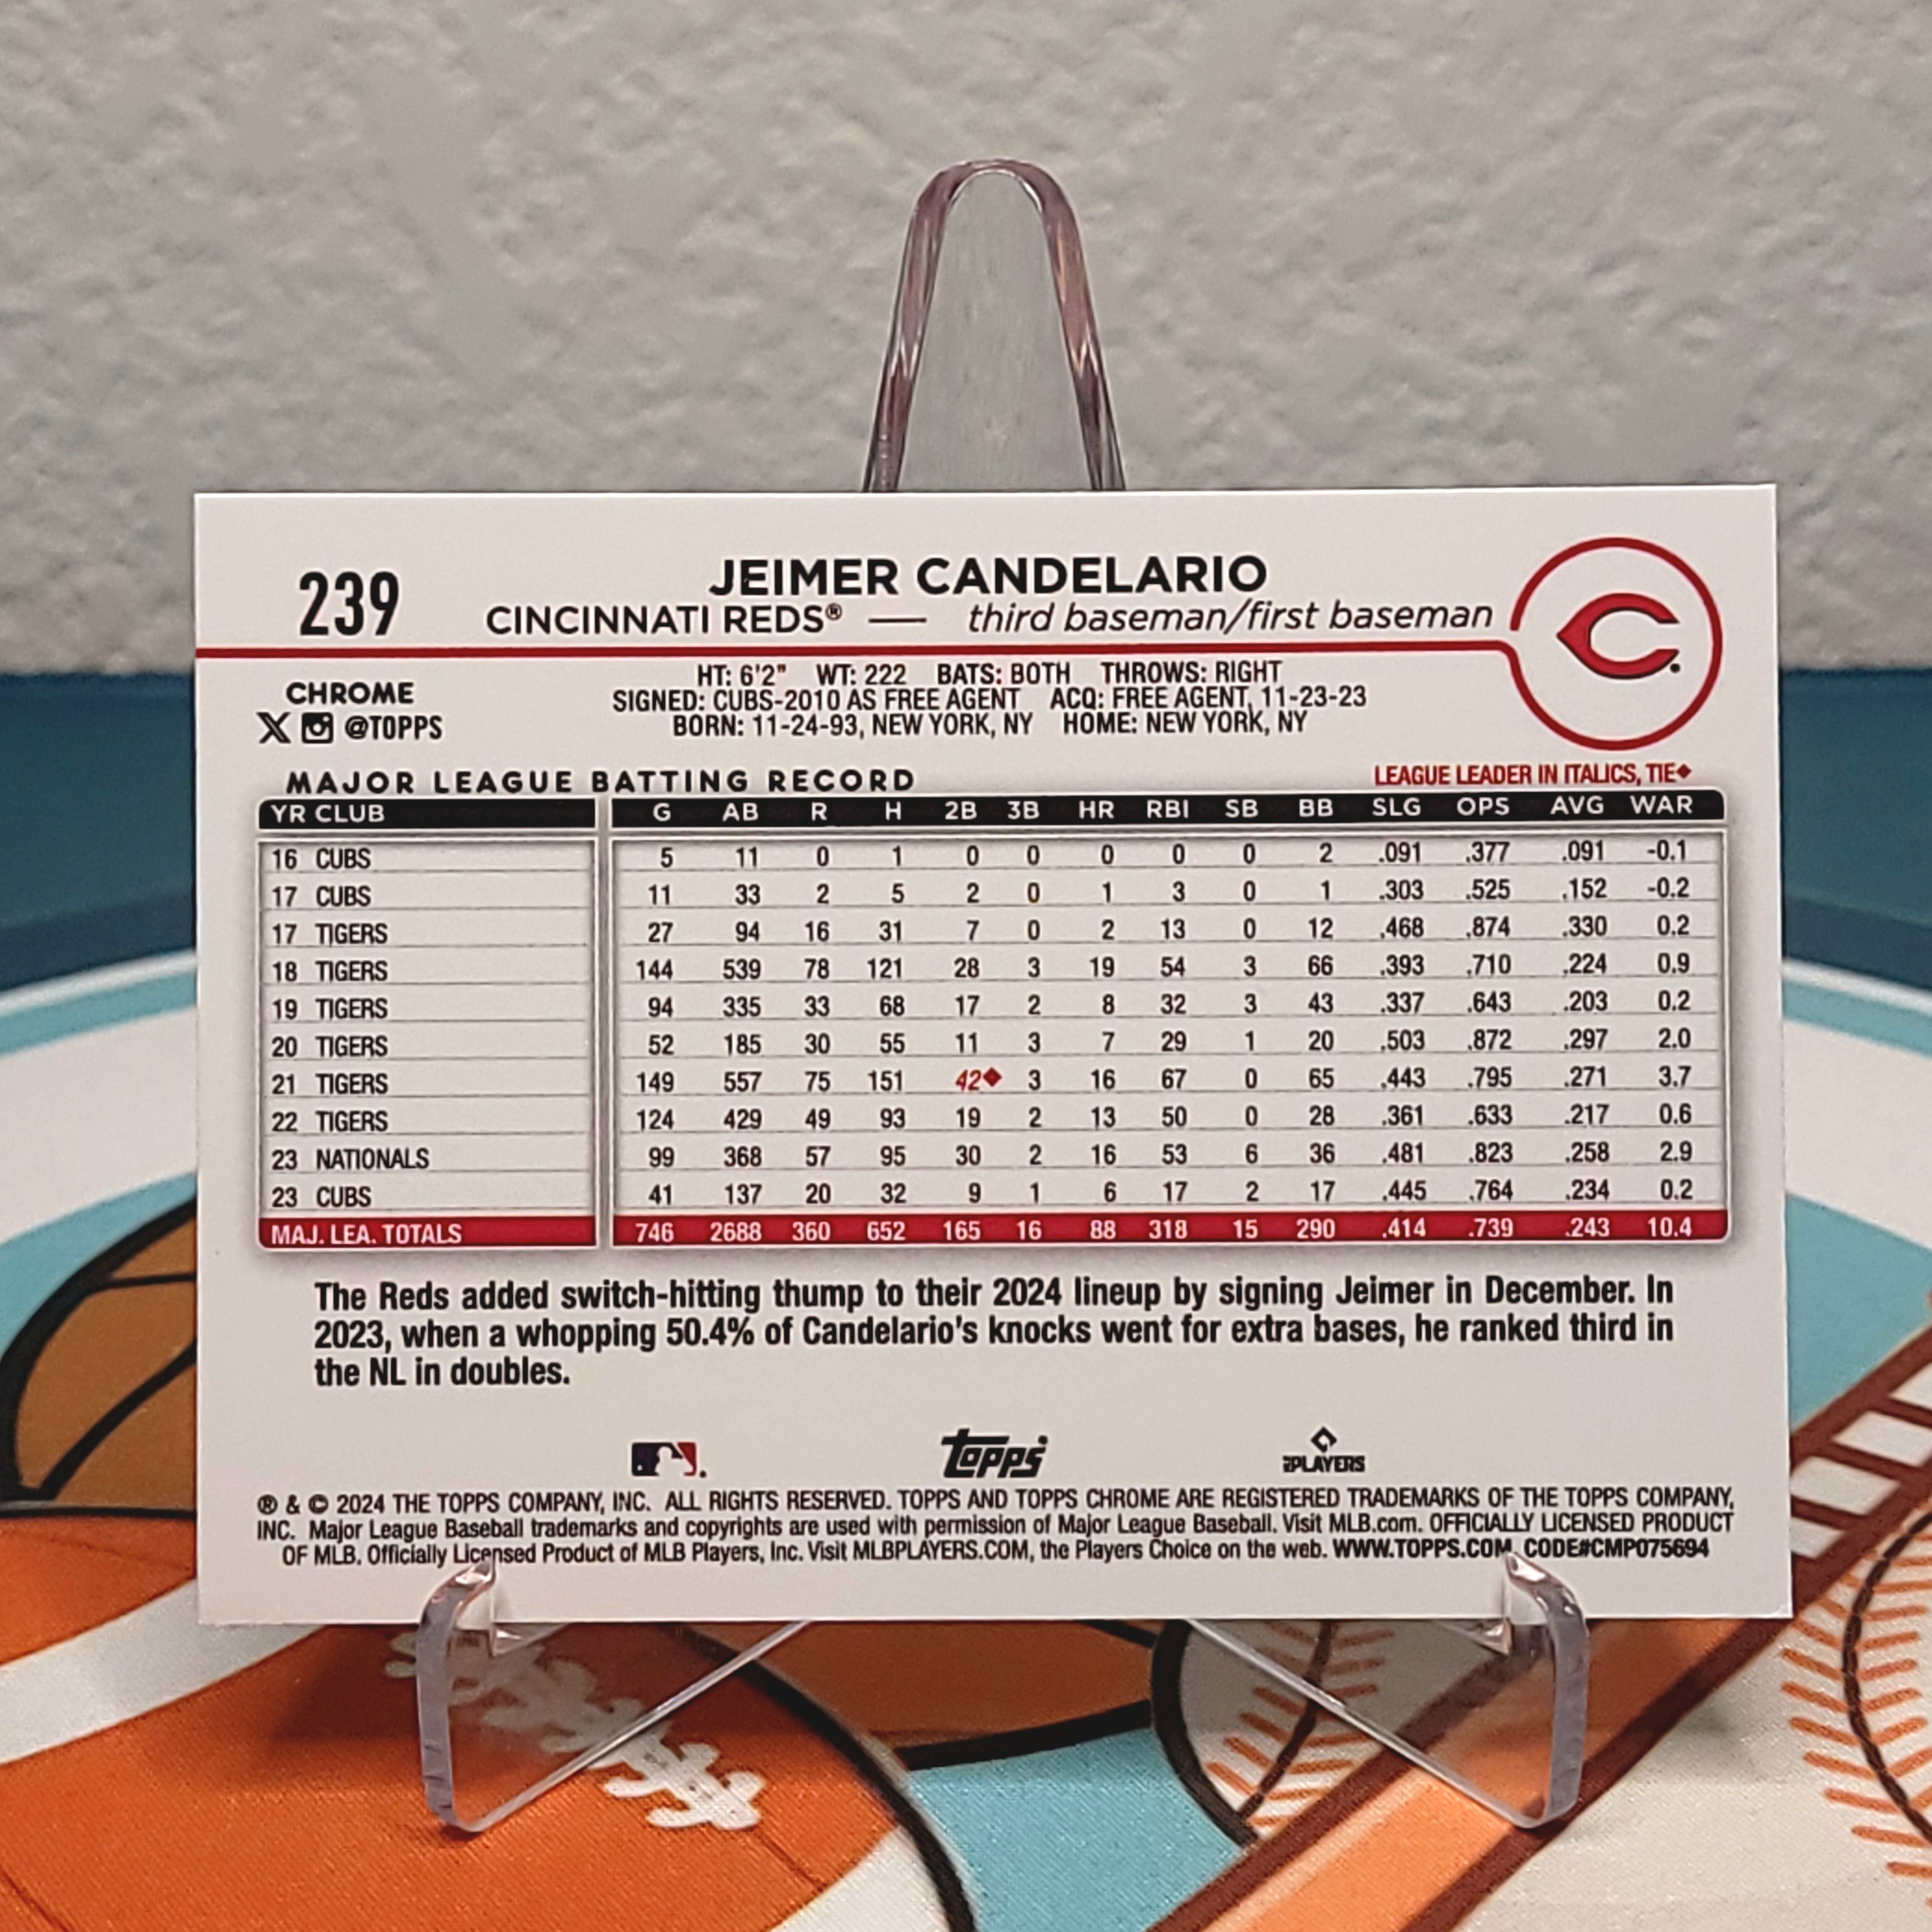 239
JEIMER CANDELARIO
CINCINNATI REDS® — third baseman/first baseman
CHROME
X @TOPPS
HT: 6'2" WT: 222 BATS: BOTH THROWS: RIGHT
SIGNED: CUBS-2010 AS FREE AGENT ACQ: FREE AGENT, 11-23-23
BORN: 11-24-93, NEW YORK, NY HOME: NEW YORK, NY
C
MAJOR LEAGUE BATTING RECORD
LEAGUE LEADER IN ITALICS, TIE◆
YR CLUB G AB R H 2B 3B HR RBI SB BB SLG OPS AVG WAR
16 CUBS 5 11 0 1 0 0 0 0 0 2 .091 .377 .091 -0.1
17 CUBS 11 33 2 5 2 0 1 3 0 1 .303 .525 .152 -0.2
17 TIGERS 27 94 16 31 7 0 2 13 0 12 .468 .874 .330 0.2
18 TIGERS 144 539 78 121 28 3 19 54 3 66 .393 .710 .224 0.9
19 TIGERS 94 335 33 68 17 2 8 32 3 43 .337 .643 .203 0.2
20 TIGERS 52 185 30 55 11 3 7 29 1 20 .503 .872 .297 2.0
21 TIGERS 149 557 75 151 42◆ 3 16 67 0 65 .443 .795 .271 3.7
22 TIGERS 124 429 49 93 19 2 13 50 0 28 .361 .633 .217 0.6
23 NATIONALS 99 368 57 95 30 2 16 53 6 36 .481 .823 .258 2.9
23 CUBS 41 137 20 32 9 1 6 17 2 17 .445 .764 .234 0.2
MAJ. LEA. TOTALS 746 2688 360 652 165 16 88 318 15 290 .414 .739 .243 10.4
The Reds added switch-hitting thump to their 2024 lineup by signing Jeimer in December. In
2023, when a whopping 50.4% of Candelario's knocks went for extra bases, he ranked third in
the NL in doubles.
topps
PLAYERS
® & © 2024 THE TOPPS COMPANY, INC. ALL RIGHTS RESERVED. TOPPS AND TOPPS CHROME ARE REGISTERED TRADEMARKS OF THE TOPPS COMPANY,
INC. Major League Baseball trademarks and copyrights are used with permission of Major League Baseball. Visit MLB.com. OFFICIALLY LICENSED PRODUCT
OF MLB. Officially Licensed Product of MLB Players, Inc. Visit MLBPLAYERS.COM, the Players Choice on the web. WWW.TOPPS.COM, CODE#CMP075694